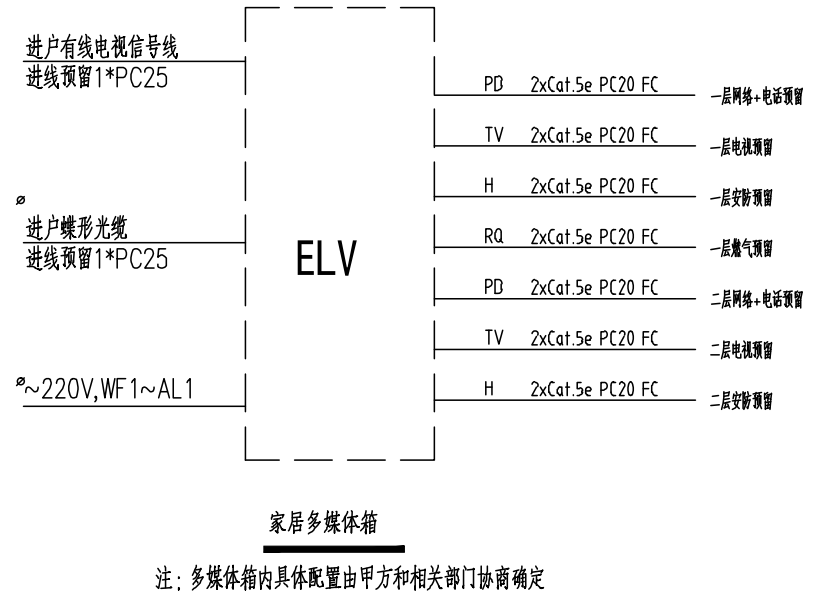 进户有线电视信号线
进线预留1*PC25
进户蝶形光缆
进线预留1*PC25
~220V,WF1~AL1
ELV
PD 2xCat.5e PC20 FC 一层网络+电话预留
TV 2xCat.5e PC20 FC 一层电视预留
H 2xCat.5e PC20 FC 一层安防预留
RQ 2xCat.5e PC20 FC 一层燃气预留
PD 2xCat.5e PC20 FC 二层网络+电话预留
TV 2xCat.5e PC20 FC 二层电视预留
H 2xCat.5e PC20 FC 二层安防预留
家居多媒体箱
注: 多媒体箱内具体配置由甲方和相关部门协商确定